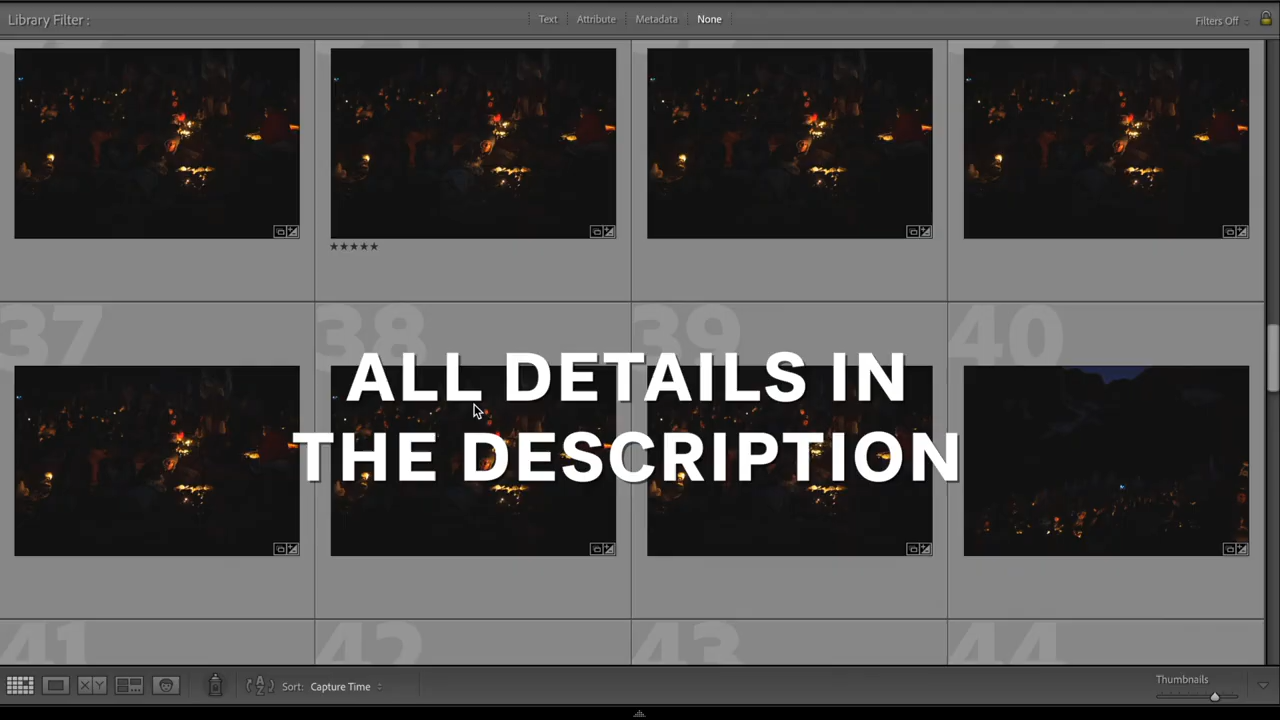 Library Filter :
Text Attribute Metadata None
Filters Off
★★★★★
37 38 39 40
ALL DETAILS IN
THE DESCRIPTION
41 42 43 44
XY
Sort: Capture Time
Thumbnails